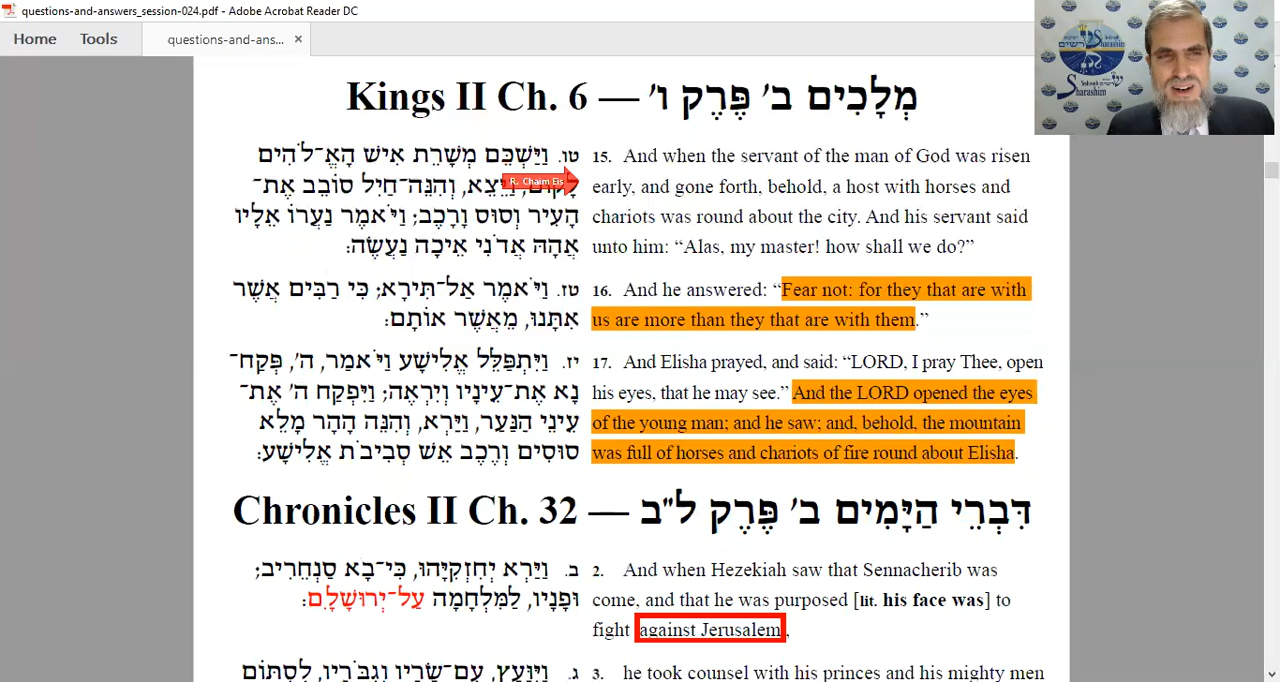 questions-and-answers_session-024.pdf - Adobe Acrobat Reader DC
Home Tools questions-and-ans... ×
Sharashim
Kings II Ch. 6 — מְלָכִים ב׳ פֶּרֶק ו׳
טו. וַיַּשְׁכֵּם מְשָׁרֵת אִישׁ הָאֱ־לֹהִים
לָקוּם, וַיֵּצֵא, וְהִנֵּה־חַיִל סוֹבֵב אֶת־
הָעִיר וְסוּס וָרָכֶב; וַיֹּאמֶר נַעֲרוֹ אֵלָיו
אֲהָהּ אֲדֹנִי אֵיכָה נַעֲשֶׂה:
R. Chaim Eis
15. And when the servant of the man of God was risen
early, and gone forth, behold, a host with horses and
chariots was round about the city. And his servant said
unto him: “Alas, my master! how shall we do?”
טז. וַיֹּאמֶר אַל־תִּירָא; כִּי רַבִּים אֲשֶׁר
אִתָּנוּ, מֵאֲשֶׁר אוֹתָם:
16. And he answered: “Fear not: for they that are with
us are more than they that are with them.”
יז. וַיִּתְפַּלֵּל אֱלִישָׁע וַיֹּאמַר, ה׳, פְּקַח־
נָא אֶת־עֵינָיו וְיִרְאֶה; וַיִּפְקַח ה׳ אֶת־
עֵינֵי הַנַּעַר, וַיַּרְא, וְהִנֵּה הָהָר מָלֵא
סוּסִים וְרֶכֶב אֵשׁ סְבִיבֹת אֱלִישָׁע:
17. And Elisha prayed, and said: “LORD, I pray Thee, open
his eyes, that he may see.” And the LORD opened the eyes
of the young man; and he saw; and, behold, the mountain
was full of horses and chariots of fire round about Elisha.
Chronicles II Ch. 32 — דִּבְרֵי הַיָּמִים ב׳ פֶּרֶק ל"ב
ב. וַיַּרְא יְחִזְקִיָּהוּ, כִּי־בָא סַנְחֵרִיב;
וּפָנָיו, לַמִּלְחָמָה עַל־יְרוּשָׁלָ‍ִם:
2. And when Hezekiah saw that Sennacherib was
come, and that he was purposed [lit. his face was] to
fight against Jerusalem,
ג. וַיִּוָּעַץ, עִם־שָׂרָיו וְגִבֹּרָיו, לִסְתּוֹם
3. he took counsel with his princes and his mighty men